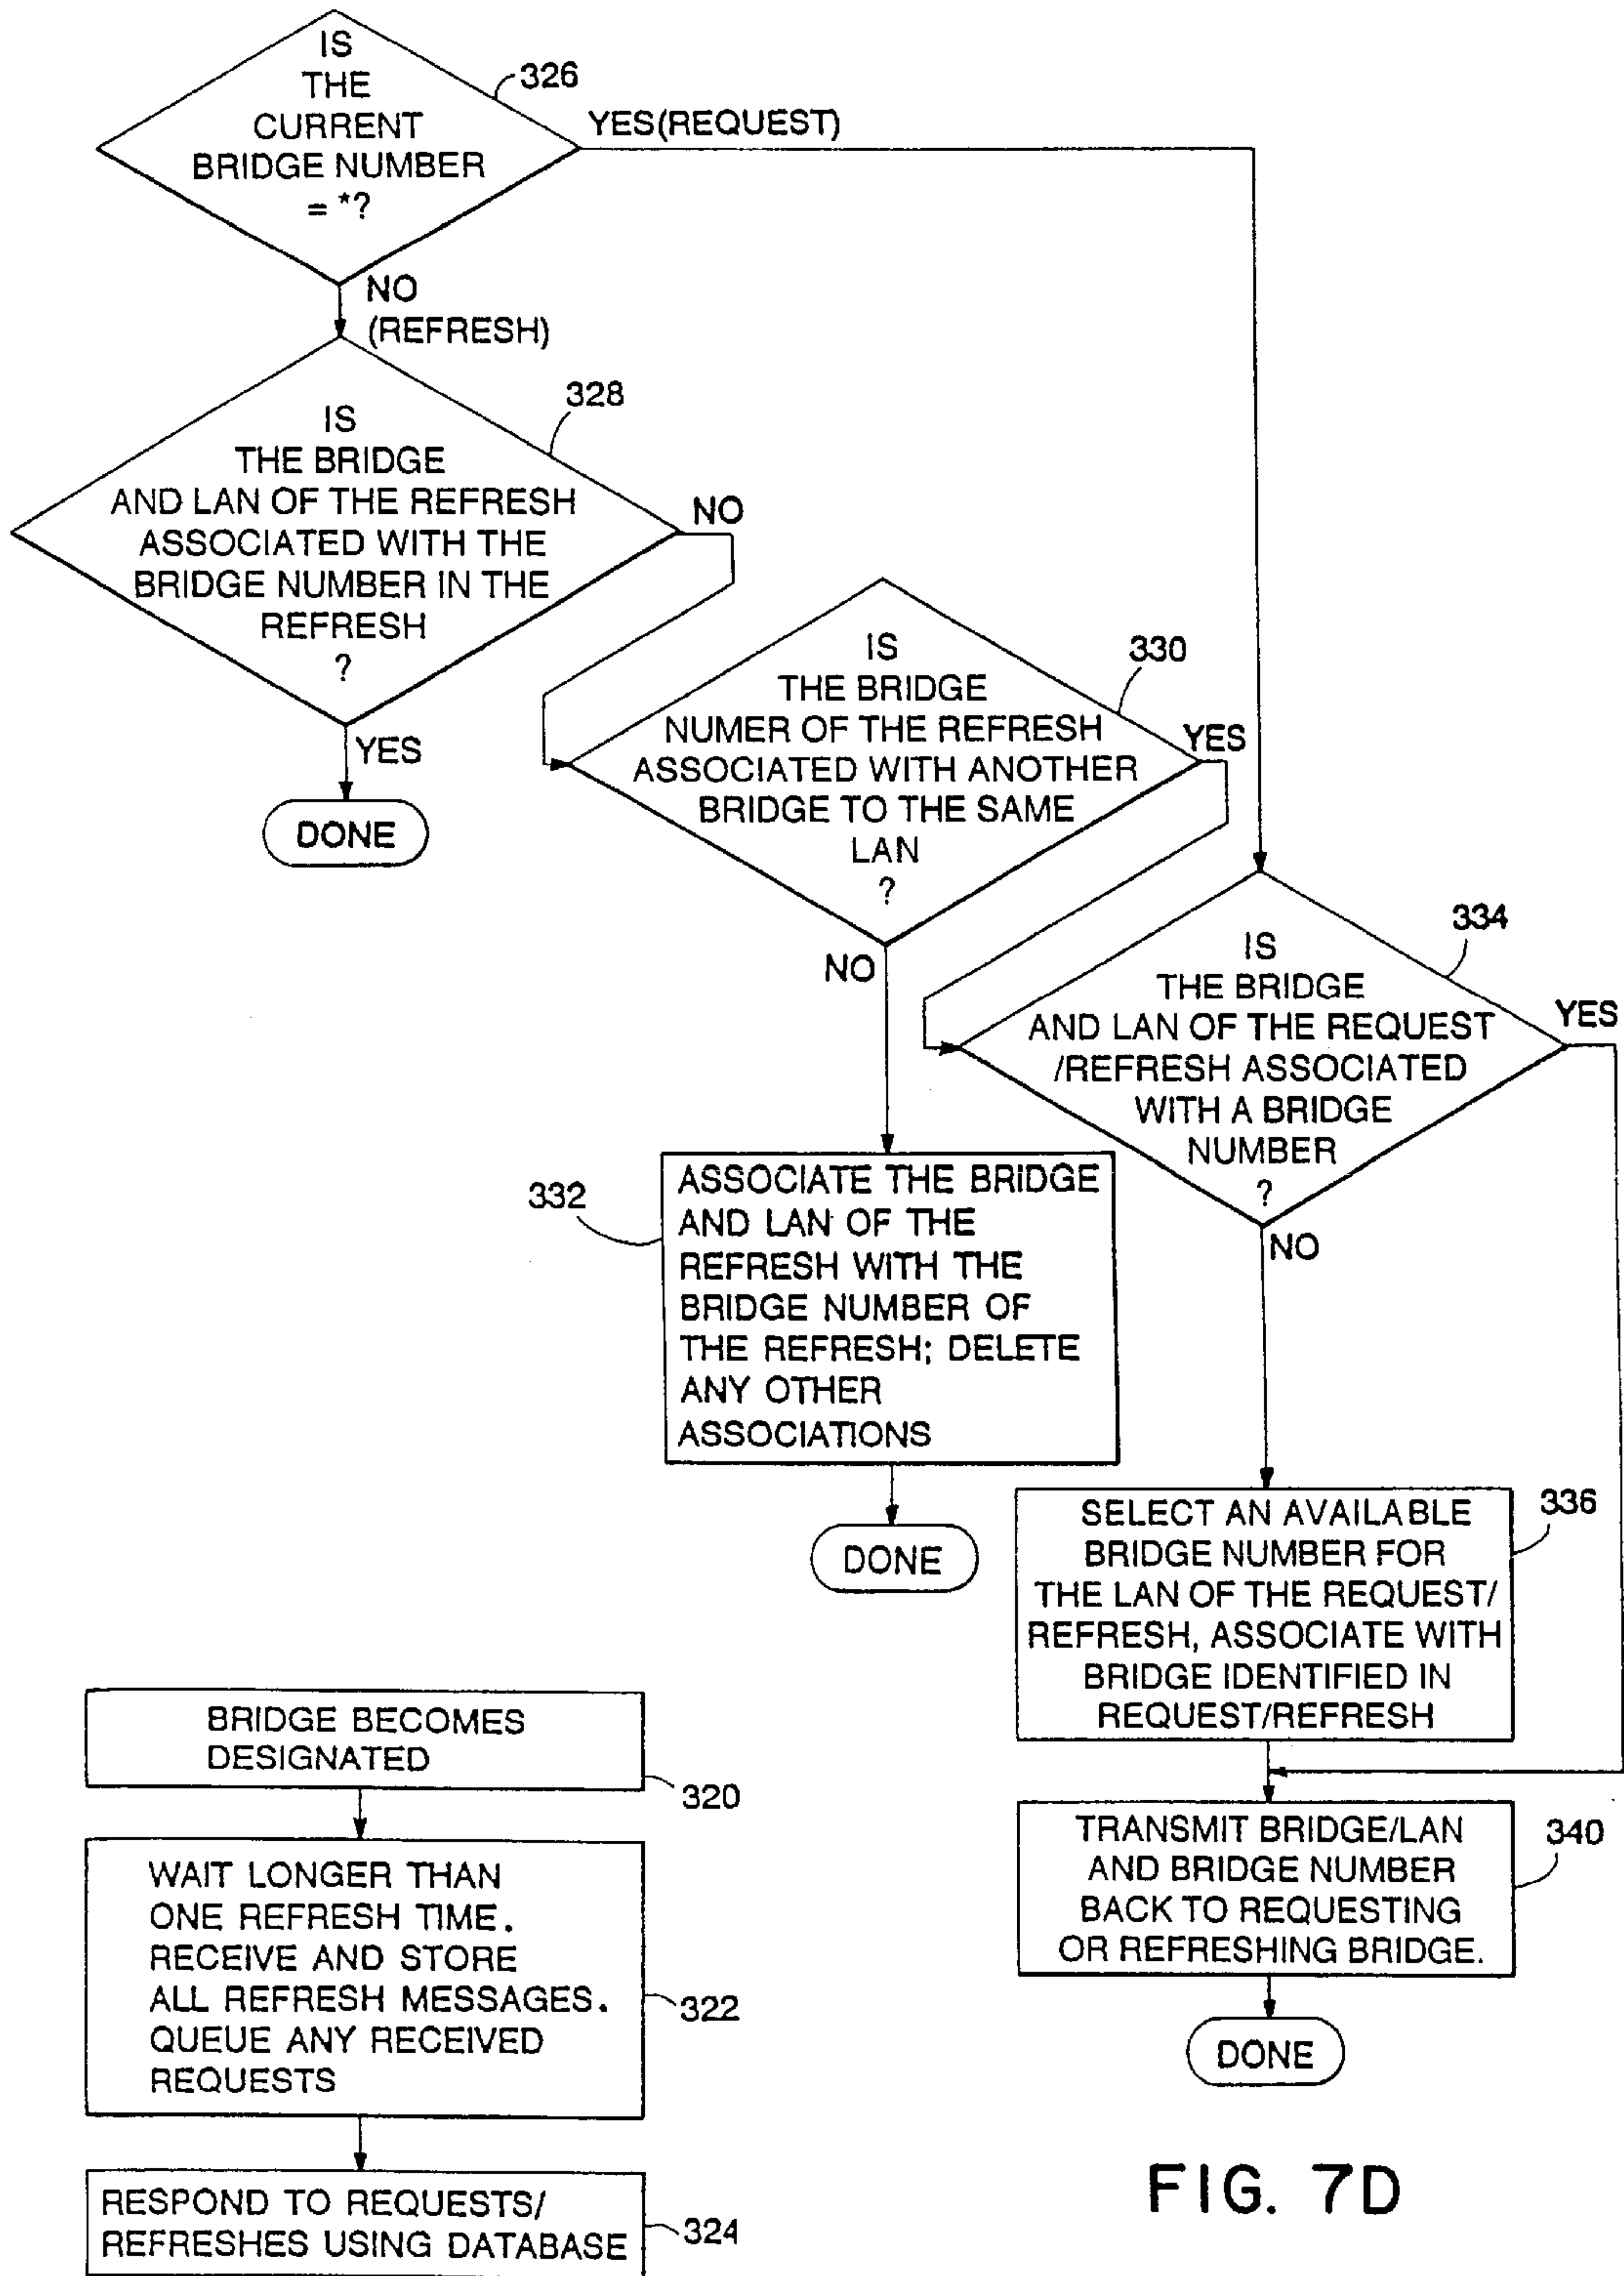 IS
THE
CURRENT
BRIDGE NUMBER
= *?
326
YES(REQUEST)
NO
(REFRESH)
IS
THE BRIDGE
AND LAN OF THE REFRESH
ASSOCIATED WITH THE
BRIDGE NUMBER IN THE
REFRESH
?
328
NO
YES
DONE
IS
THE BRIDGE
NUMER OF THE REFRESH
ASSOCIATED WITH ANOTHER
BRIDGE TO THE SAME
LAN
?
330
YES
NO
IS
THE BRIDGE
AND LAN OF THE REQUEST
/REFRESH ASSOCIATED
WITH A BRIDGE
NUMBER
?
334
YES
NO
332
ASSOCIATE THE BRIDGE
AND LAN OF THE
REFRESH WITH THE
BRIDGE NUMBER OF
THE REFRESH; DELETE
ANY OTHER
ASSOCIATIONS
DONE
SELECT AN AVAILABLE
BRIDGE NUMBER FOR
THE LAN OF THE REQUEST/
REFRESH, ASSOCIATE WITH
BRIDGE IDENTIFIED IN
REQUEST/REFRESH
336
TRANSMIT BRIDGE/LAN
AND BRIDGE NUMBER
BACK TO REQUESTING
OR REFRESHING BRIDGE.
340
DONE
BRIDGE BECOMES
DESIGNATED
320
WAIT LONGER THAN
ONE REFRESH TIME.
RECEIVE AND STORE
ALL REFRESH MESSAGES.
QUEUE ANY RECEIVED
REQUESTS
322
RESPOND TO REQUESTS/
REFRESHES USING DATABASE
324
FIG. 7D